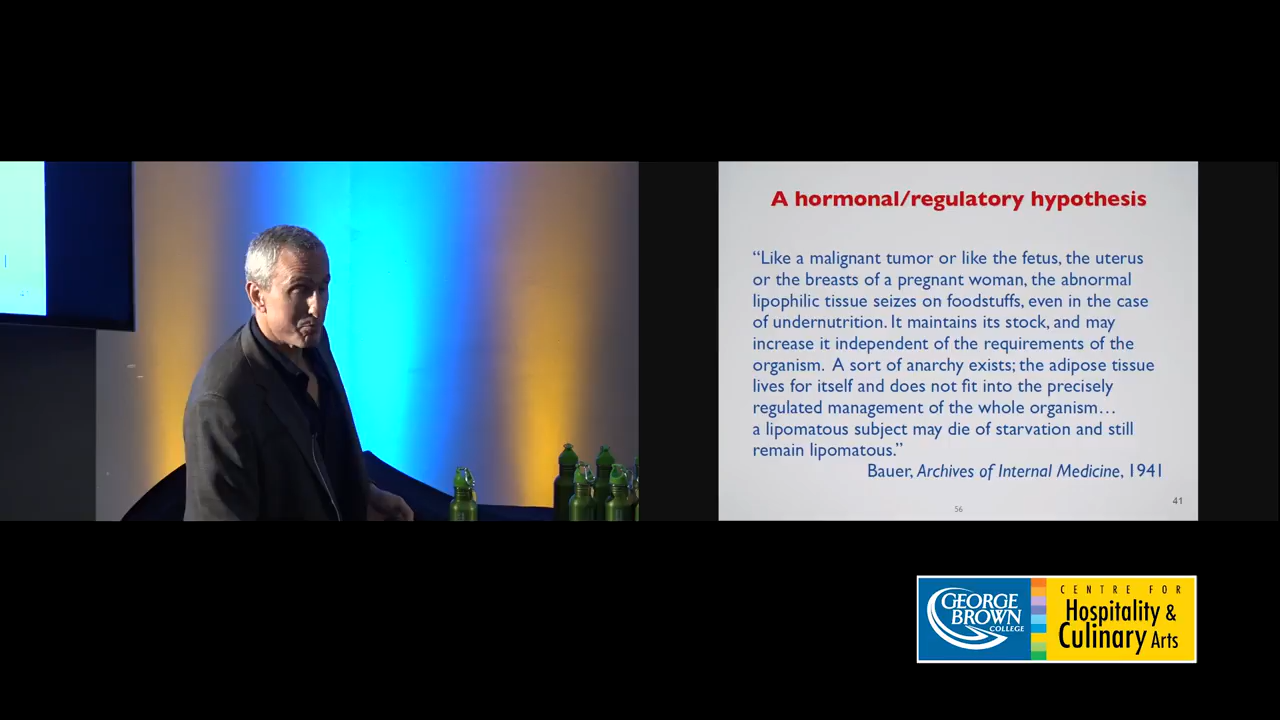 A hormonal/regulatory hypothesis
“Like a malignant tumor or like the fetus, the uterus
or the breasts of a pregnant woman, the abnormal
lipophilic tissue seizes on foodstuffs, even in the case
of undernutrition. It maintains its stock, and may
increase it independent of the requirements of the
organism. A sort of anarchy exists; the adipose tissue
lives for itself and does not fit into the precisely
regulated management of the whole organism…
a lipomatous subject may die of starvation and still
remain lipomatous.”
Bauer, Archives of Internal Medicine, 1941
41
56
GEORGE
BROWN
COLLEGE
CENTRE FOR
Hospitality &
Culinary Arts